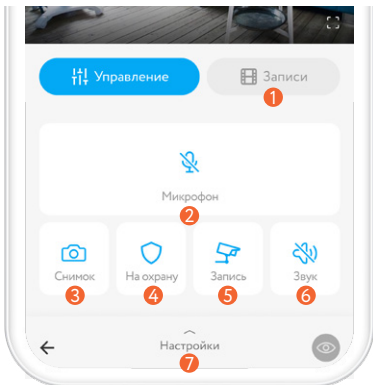 Управление
Записи
1
Микрофон
2
Снимок На охрану Запись Звук
3 4 5 6
Настройки
7